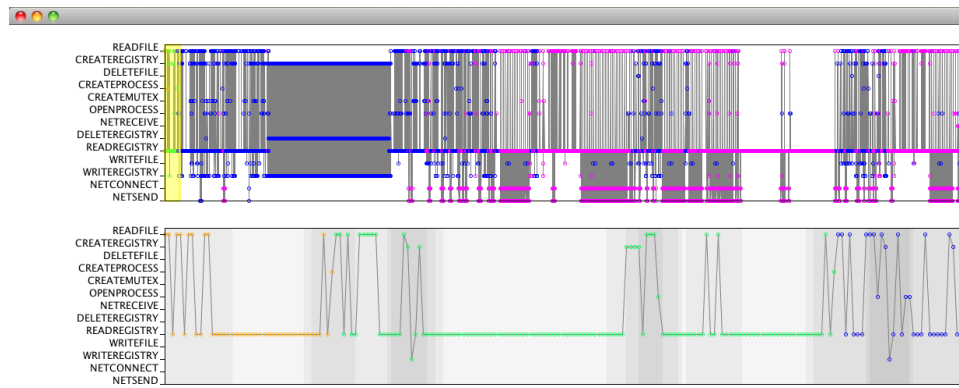 READFILE
CREATEREGISTRY
DELETEFILE
CREATEPROCESS
CREATEMUTEX
OPENPROCESS
NETRECEIVE
DELETEREGISTRY
READREGISTRY
WRITEFILE
WRITEREGISTRY
NETCONNECT
NETSEND
READFILE
CREATEREGISTRY
DELETEFILE
CREATEPROCESS
CREATEMUTEX
OPENPROCESS
NETRECEIVE
DELETEREGISTRY
READREGISTRY
WRITEFILE
WRITEREGISTRY
NETCONNECT
NETSEND